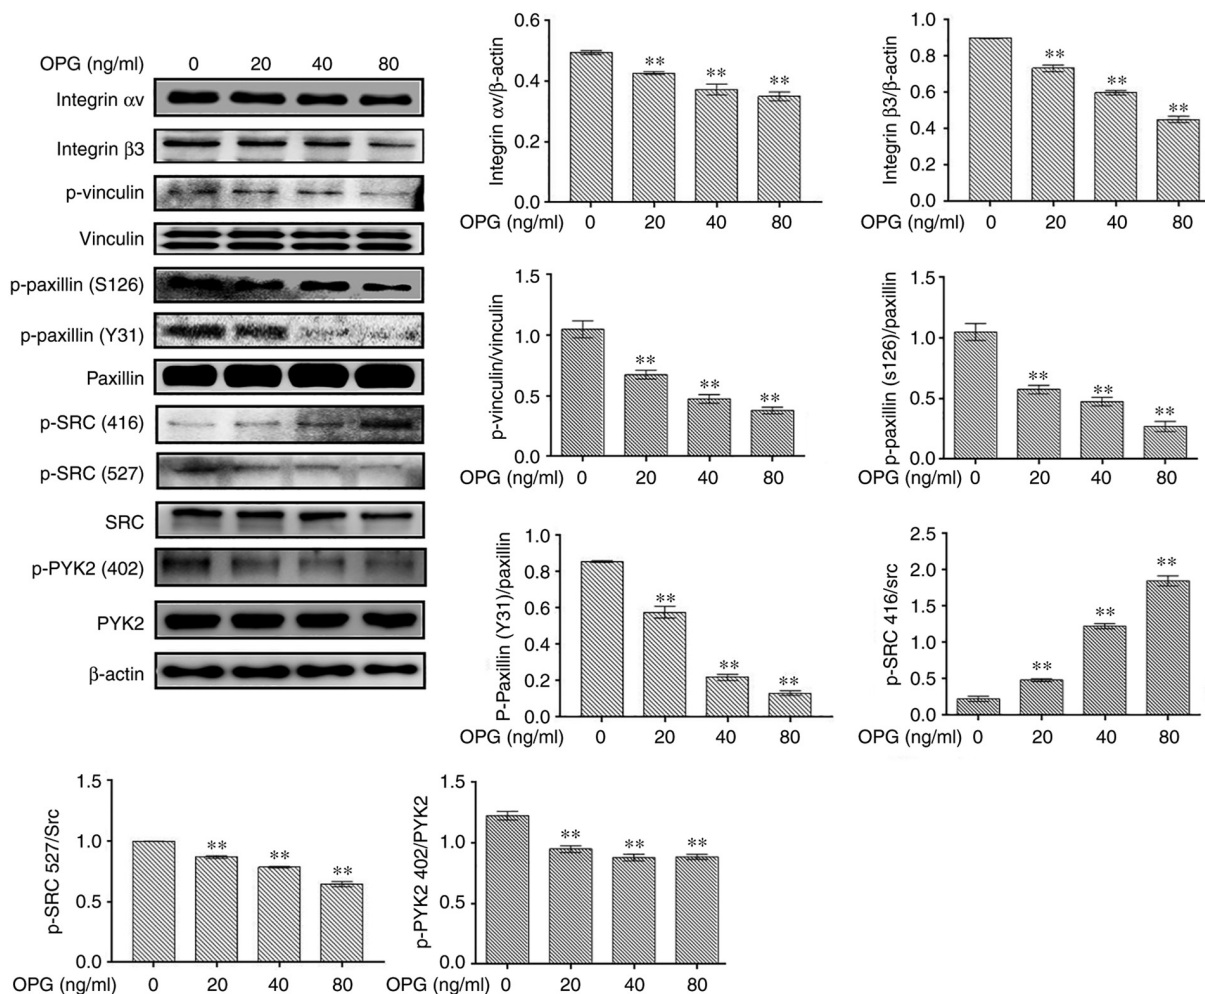 OPG (ng/ml) 0 20 40 80
Integrin αv
Integrin β3
p-vinculin
Vinculin
p-paxillin (S126)
p-paxillin (Y31)
Paxillin
p-SRC (416)
p-SRC (527)
SRC
p-PYK2 (402)
PYK2
β-actin
Integrin αv/β-actin
0.6
0.4
0.2
0.0
** ** **
OPG (ng/ml) 0 20 40 80
Integrin β3/β-actin
1.0
0.8
0.6
0.4
0.2
0.0
** ** **
OPG (ng/ml) 0 20 40 80
p-vinculin/vinculin
1.5
1.0
0.5
0.0
** ** **
OPG (ng/ml) 0 20 40 80
p-paxillin (s126)/paxillin
1.5
1.0
0.5
0.0
** ** **
OPG (ng/ml) 0 20 40 80
P-Paxillin (Y31)/paxillin
1.0
0.8
0.6
0.4
0.2
0.0
** ** **
OPG (ng/ml) 0 20 40 80
p-SRC 416/src
2.5
2.0
1.5
1.0
0.5
0.0
** ** **
OPG (ng/ml) 0 20 40 80
p-SRC 527/Src
1.5
1.0
0.5
0.0
** ** **
OPG (ng/ml) 0 20 40 80
p-PYK2 402/PYK2
1.5
1.0
0.5
0.0
** ** **
OPG (ng/ml) 0 20 40 80